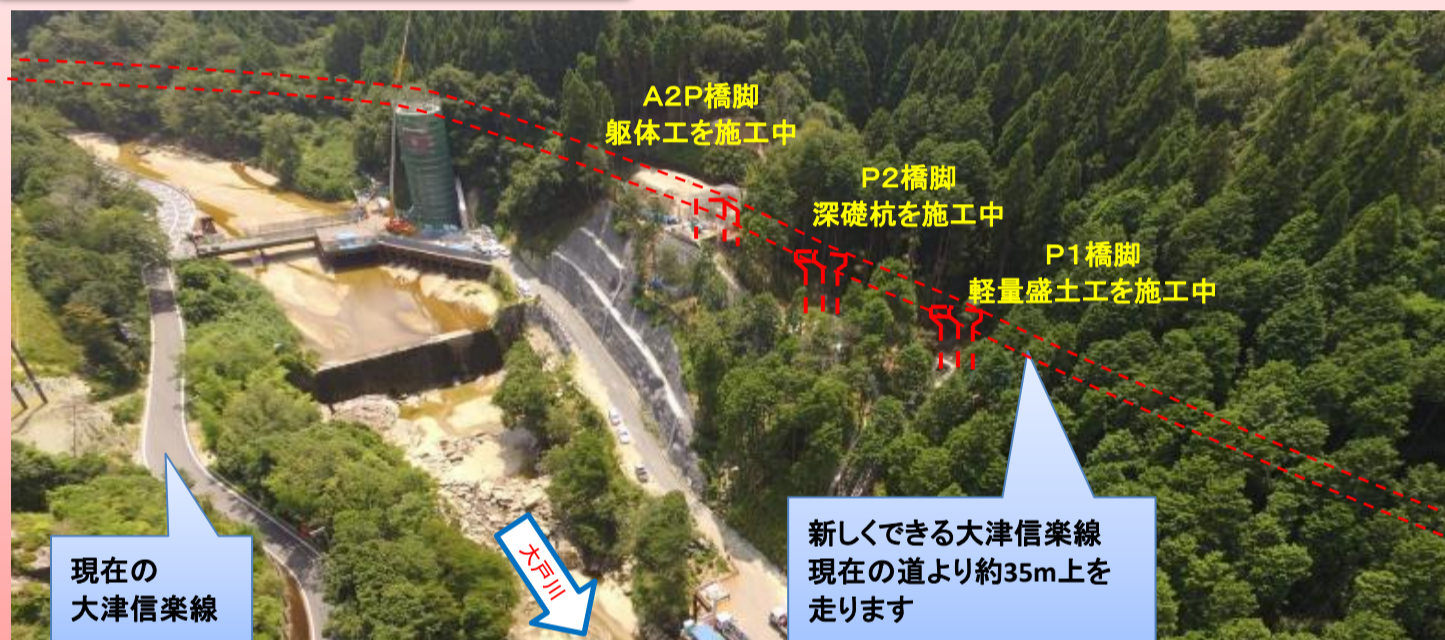 A2P橋脚
躯体工を施工中
P2橋脚
深礎杭を施工中
P1橋脚
軽量盛土工を施工中
現在の
大津信楽線
大戸川
新しくできる大津信楽線
現在の道より約35m上を
走ります